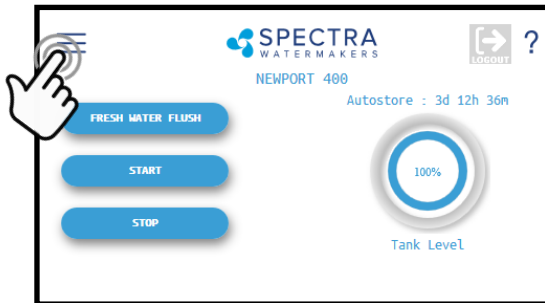 SPECTRA
WATERMAKERS
LOGOUT
?
NEWPORT 400
Autostore : 3d 12h 36m
FRESH WATER FLUSH
START
STOP
100%
Tank Level